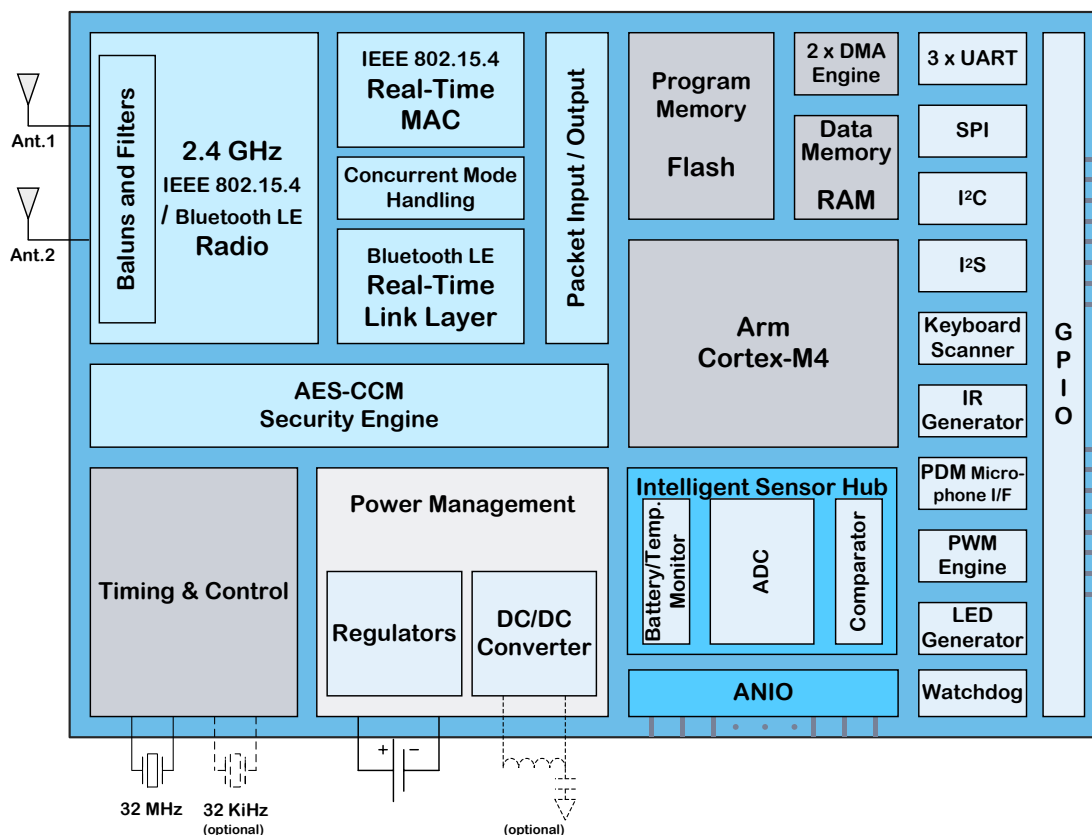 Ant.1
Ant.2
Baluns and Filters
2.4 GHz
IEEE 802.15.4
/ Bluetooth LE
Radio
IEEE 802.15.4
Real-Time
MAC
Concurrent Mode
Handling
Bluetooth LE
Real-Time
Link Layer
Packet Input / Output
AES-CCM
Security Engine
Program
Memory
Flash
2 x DMA
Engine
Data
Memory
RAM
Arm
Cortex-M4
3 x UART
SPI
I²C
I²S
Keyboard
Scanner
IR
Generator
PDM Micro-
phone I/F
PWM
Engine
LED
Generator
Watchdog
GPIO
Timing & Control
Power Management
Regulators
DC/DC
Converter
Intelligent Sensor Hub
Battery/Temp.
Monitor
ADC
Comparator
ANIO
+ −
32 MHz
32 KiHz
(optional)
(optional)